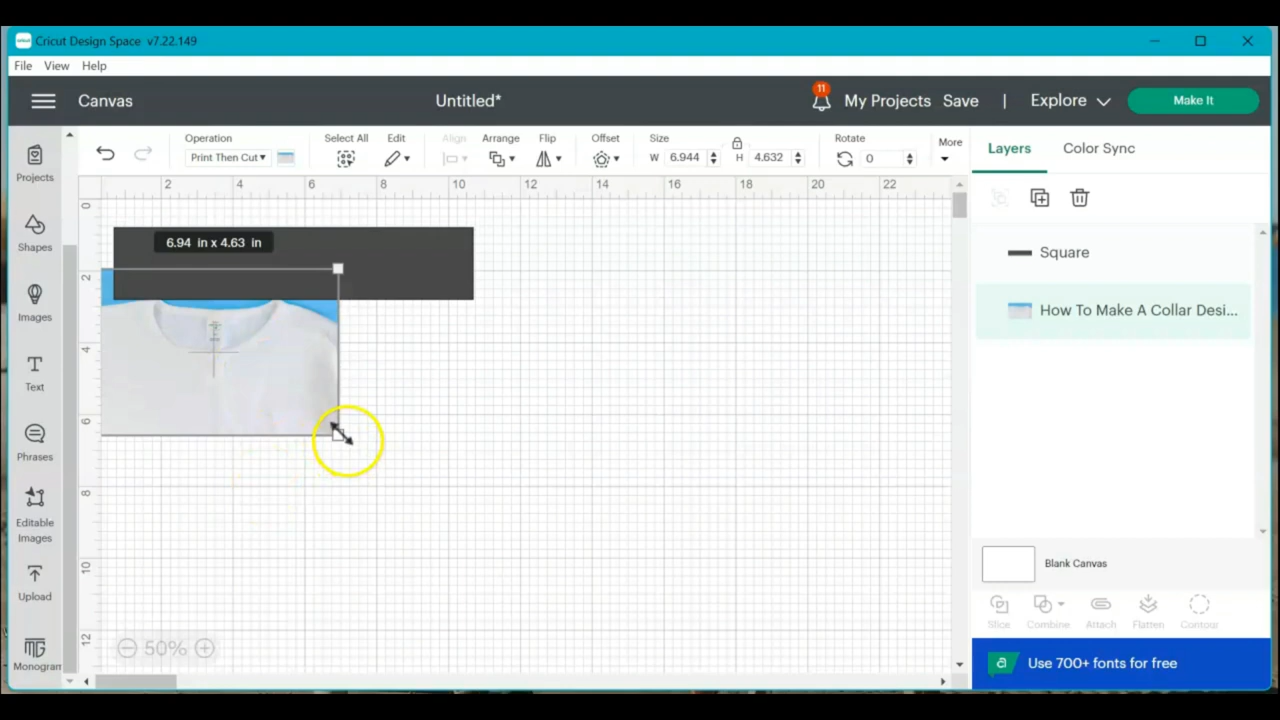 Cricut Design Space v7.22.149
File View Help
Canvas
Untitled*
11
My Projects Save | Explore
Make It
Operation
Print Then Cut
Select All
Edit
Align
Arrange
Flip
Offset
Size
W 6.944
H 4.632
Rotate
0
More
Layers
Color Sync
Projects
Shapes
Images
Text
Phrases
Editable
Images
Upload
Monogram
2 4 6 8 10 12 14 16 18 20 22
0
2
4
6
8
10
12
6.94 in x 4.63 in
50%
Square
How To Make A Collar Desi...
Blank Canvas
Slice
Combine
Attach
Flatten
Contour
a
Use 700+ fonts for free